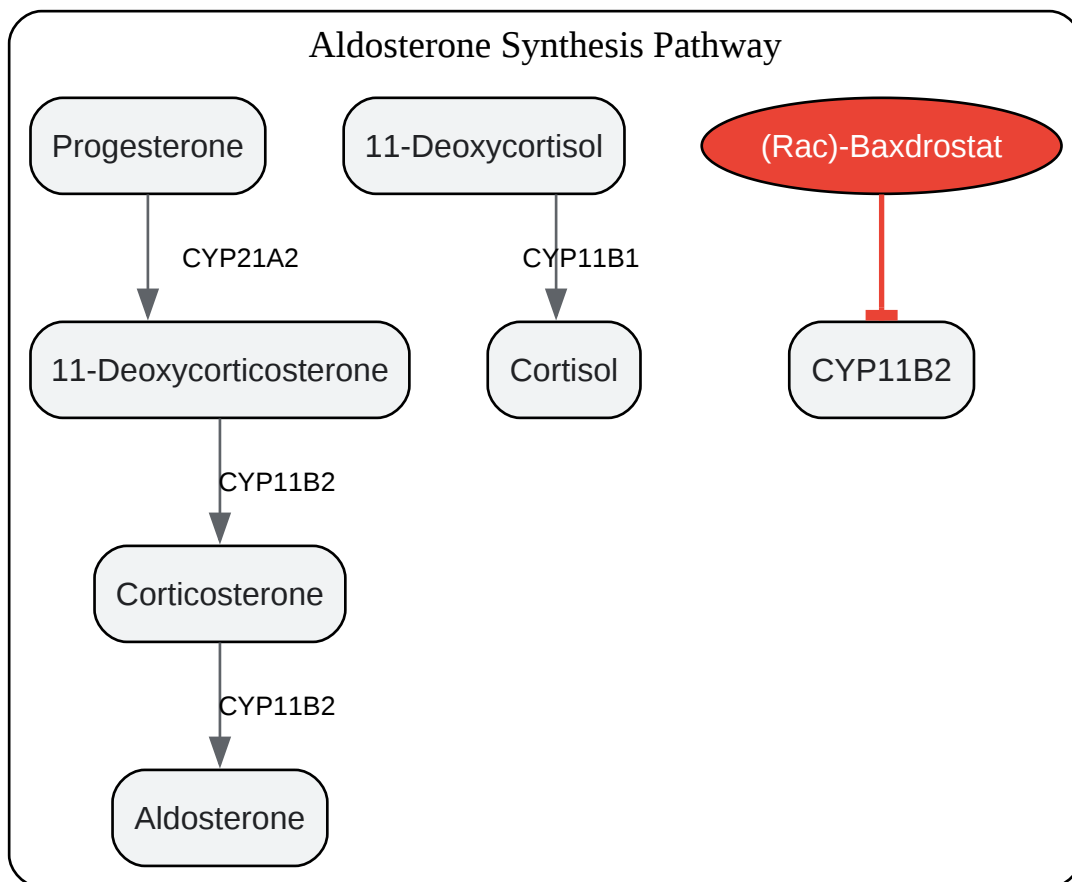 Aldosterone Synthesis Pathway
Progesterone
11-Deoxycortisol
(Rac)-Baxdrostat
CYP21A2
CYP11B1
11-Deoxycorticosterone
Cortisol
CYP11B2
CYP11B2
Corticosterone
CYP11B2
Aldosterone